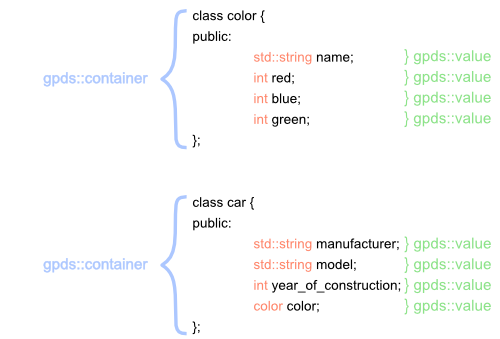 class color {
public:
gpds::container
std::string name; } gpds::value
int red; } gpds::value
int blue; } gpds::value
int green; } gpds::value
};
class car {
public:
std::string manufacturer; } gpds::value
gpds::container
std::string model; } gpds::value
int year_of_construction; } gpds::value
color color; } gpds::value
};